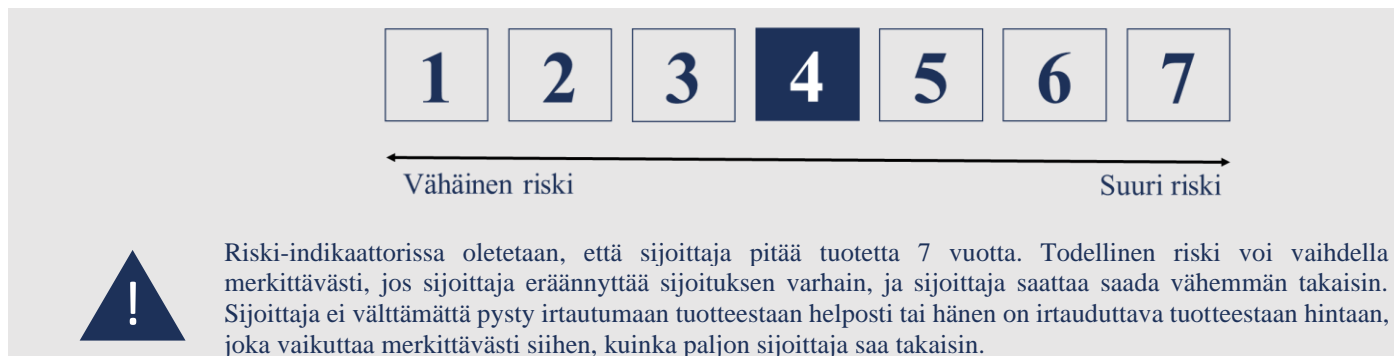 1 2 3 4 5 6 7
Vähäinen riski Suuri riski
Riski-indikaattorissa oletetaan, että sijoittaja pitää tuotetta 7 vuotta. Todellinen riski voi vaihdella
merkittävästi, jos sijoittaja eräännyttää sijoituksen varhain, ja sijoittaja saattaa saada vähemmän takaisin.
Sijoittaja ei välttämättä pysty irtautumaan tuotteestaan helposti tai hänen on irtauduttava tuotteestaan hintaan,
joka vaikuttaa merkittävästi siihen, kuinka paljon sijoittaja saa takaisin.
!